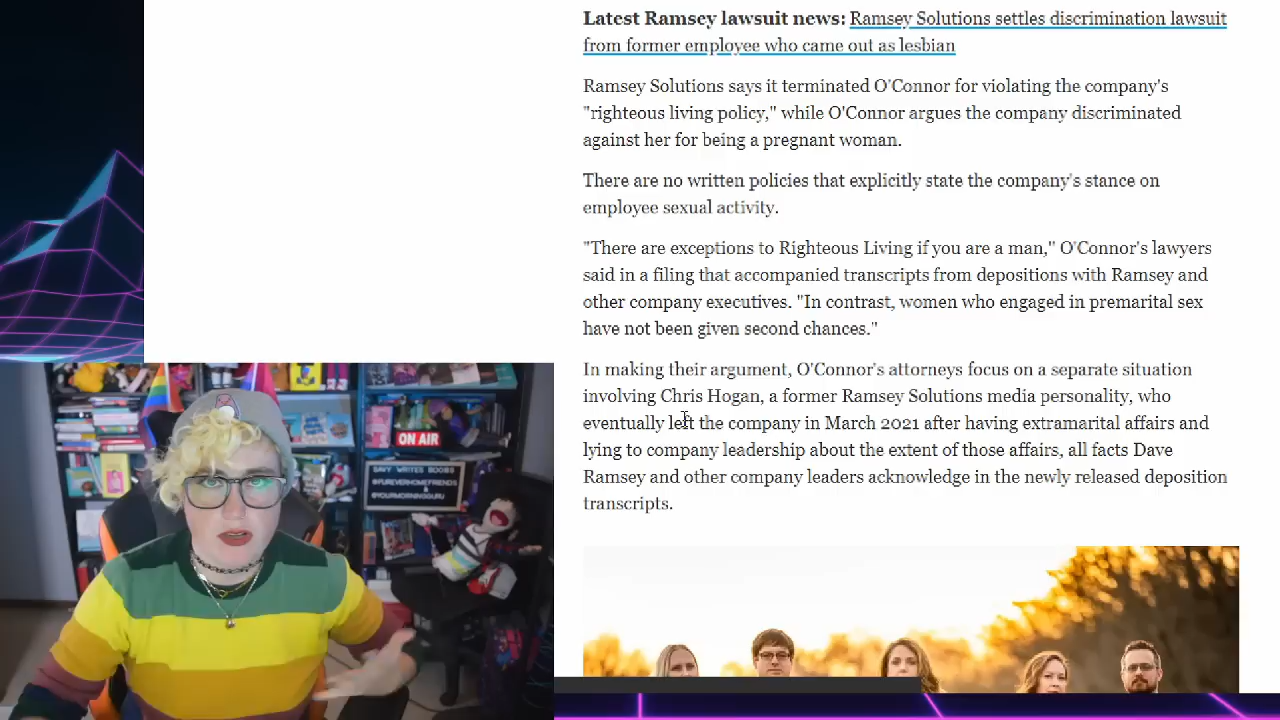 Latest Ramsey lawsuit news: Ramsey Solutions settles discrimination lawsuit
from former employee who came out as lesbian
Ramsey Solutions says it terminated O'Connor for violating the company's
"righteous living policy," while O'Connor argues the company discriminated
against her for being a pregnant woman.
There are no written policies that explicitly state the company's stance on
employee sexual activity.
"There are exceptions to Righteous Living if you are a man," O'Connor's lawyers
said in a filing that accompanied transcripts from depositions with Ramsey and
other company executives. "In contrast, women who engaged in premarital sex
have not been given second chances."
In making their argument, O'Connor's attorneys focus on a separate situation
involving Chris Hogan, a former Ramsey Solutions media personality, who
eventually left the company in March 2021 after having extramarital affairs and
lying to company leadership about the extent of those affairs, all facts Dave
Ramsey and other company leaders acknowledge in the newly released deposition
transcripts.
ON AIR
SAVY WRITES BOOBS
@FUREVERHOMEFRIENDS
&
@YOURMORNINGGURU